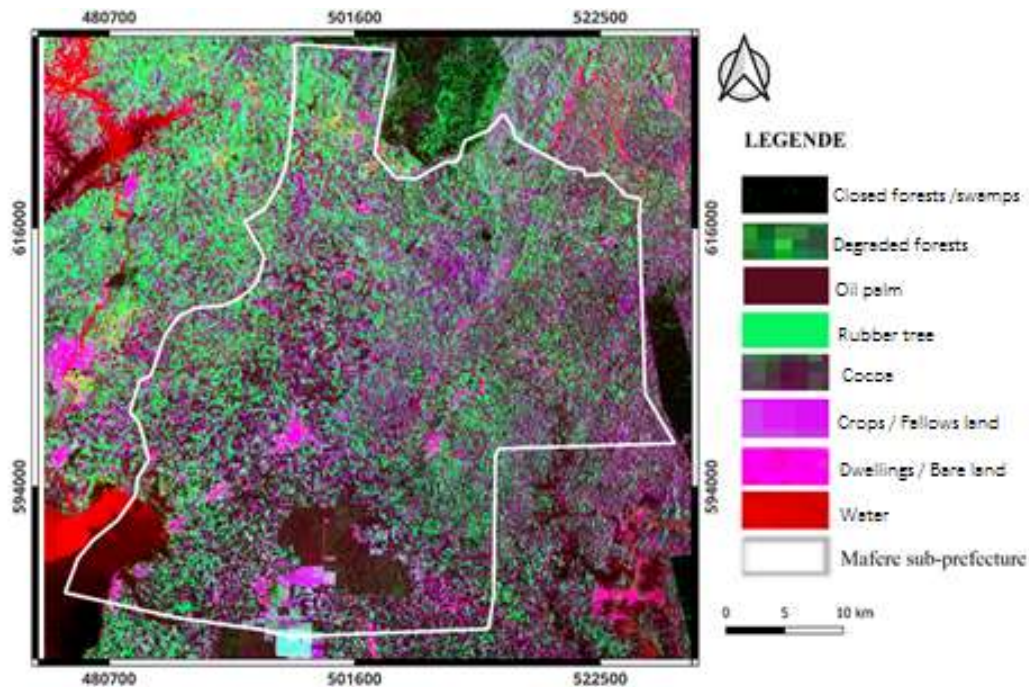 480700 501600 522500
616000 616000
594000 594000
480700 501600 522500
LEGENDE
Closed forests /swamps
Degraded forests
Oil palm
Rubber tree
Cocoa
Crops / Fallows land
Dwellings / Bare land
Water
Mafere sub-prefecture
0 5 10 km